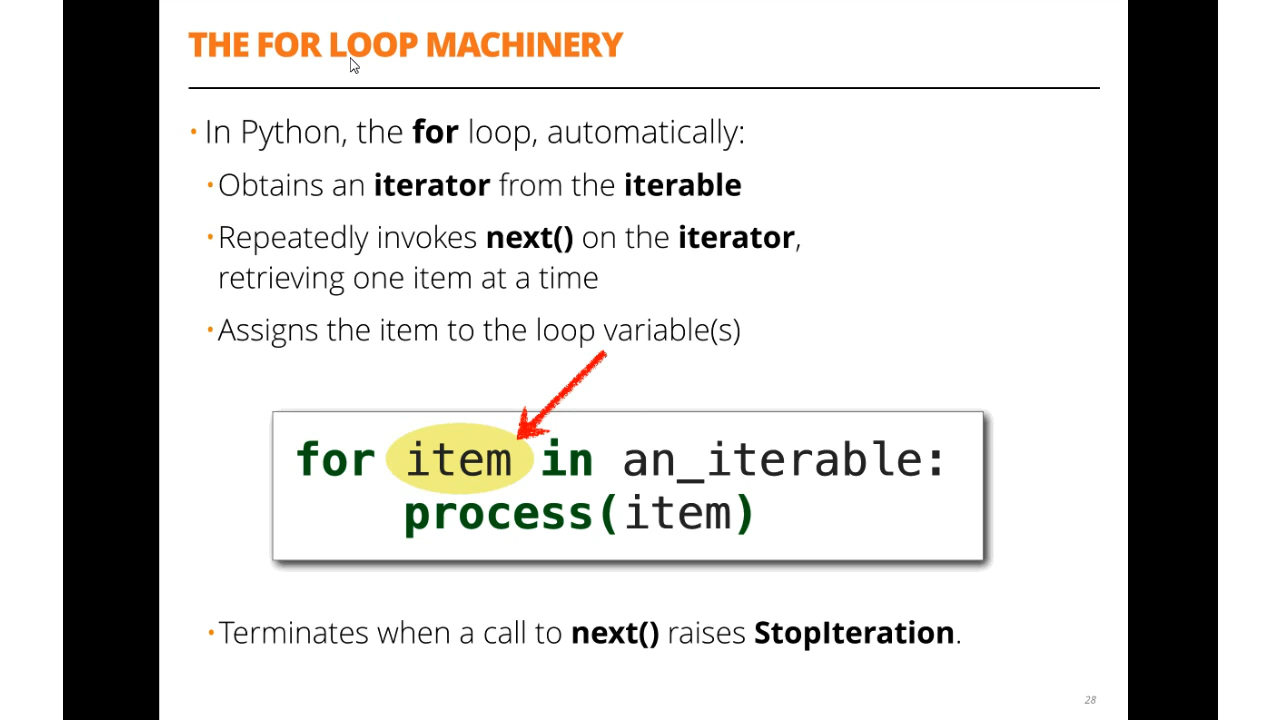 THE FOR LOOP MACHINERY
• In Python, the for loop, automatically:
• Obtains an iterator from the iterable
• Repeatedly invokes next() on the iterator,
retrieving one item at a time
• Assigns the item to the loop variable(s)
for item in an_iterable:
    process(item)
• Terminates when a call to next() raises StopIteration.
28